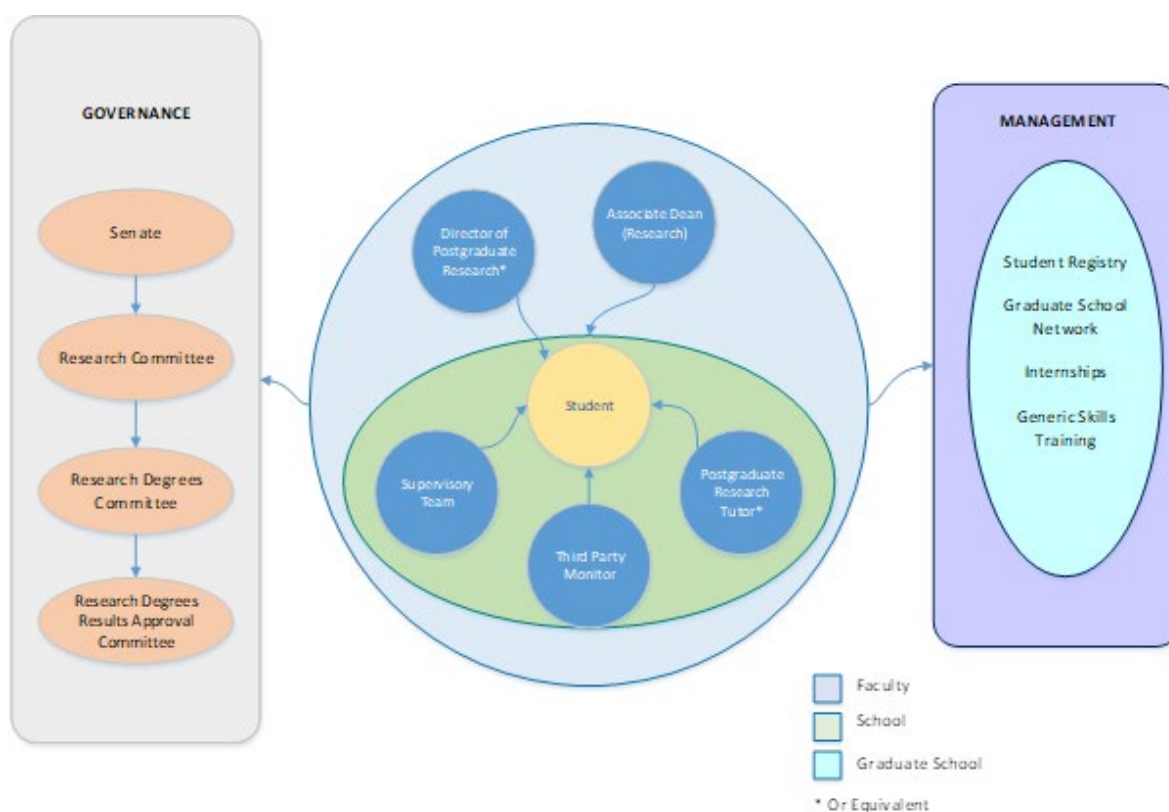 GOVERNANCE
Senate
Research Committee
Research Degrees
Committee
Research Degrees
Results Approval
Committee
Director of
Postgraduate
Research*
Associate Dean
(Research)
Student
Supervisory
Team
Third Party
Monitor
Postgraduate
Research
Tutor*
MANAGEMENT
Student Registry
Graduate School
Network
Internships
Generic Skills
Training
Faculty
School
Graduate School
* Or Equivalent